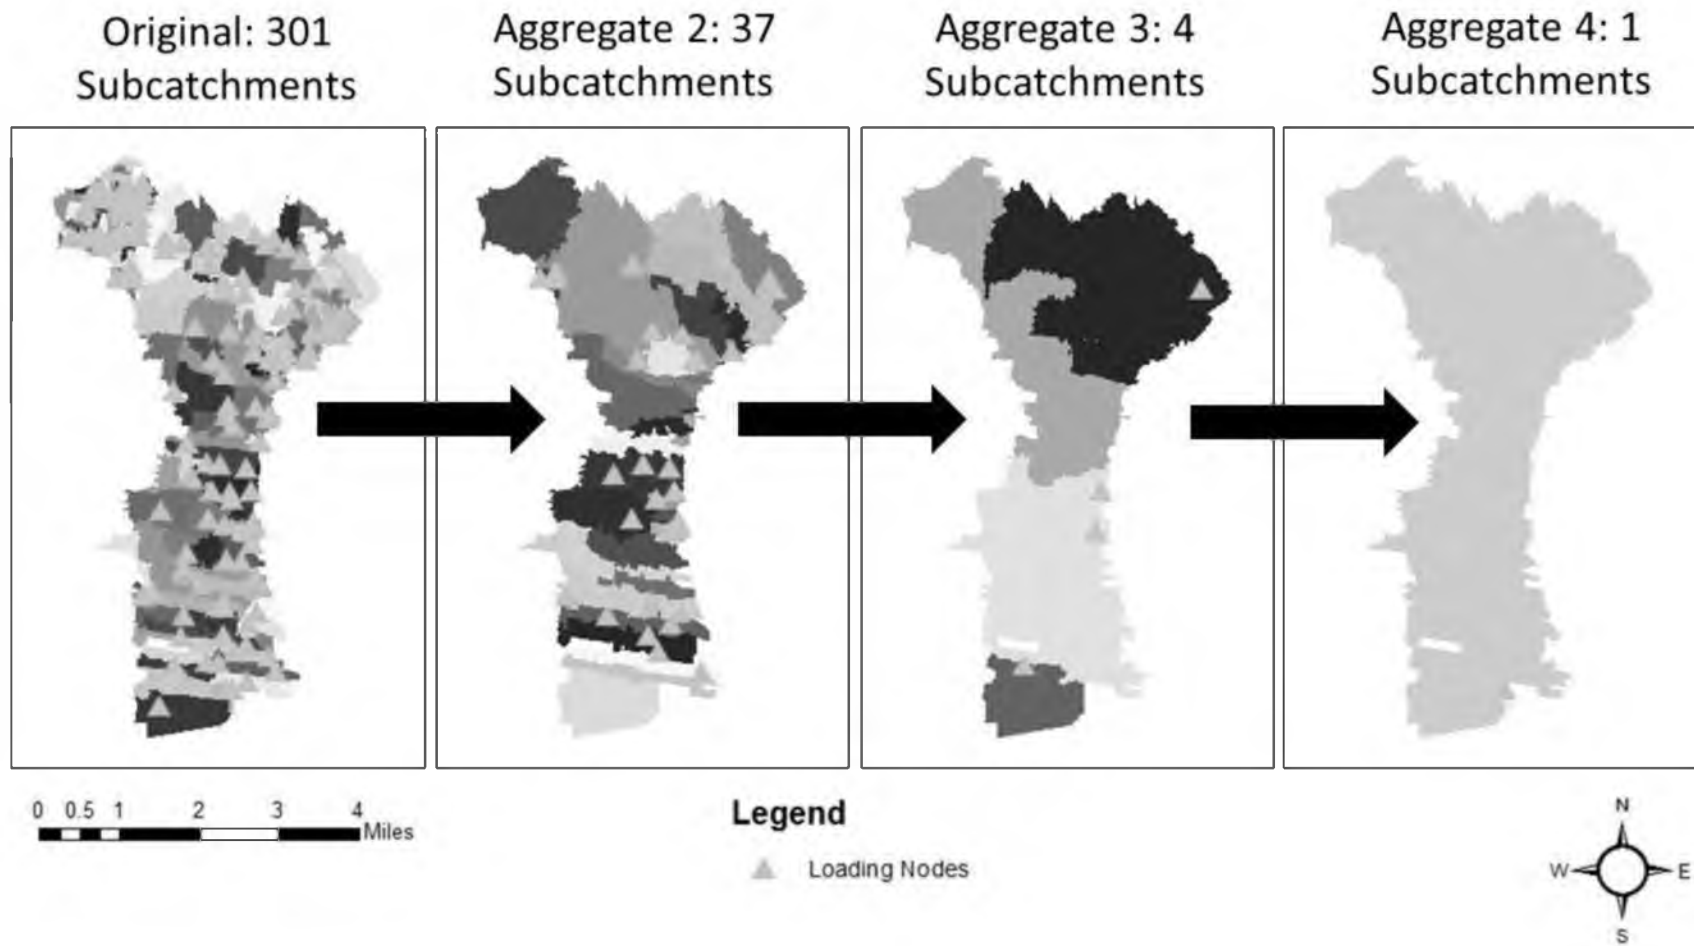 Original: 301
Subcatchments
Aggregate 2: 37
Subcatchments
Aggregate 3: 4
Subcatchments
Aggregate 4: 1
Subcatchments
0 0.5 1 2 3 4
Miles
Legend
Loading Nodes
N
W E
S